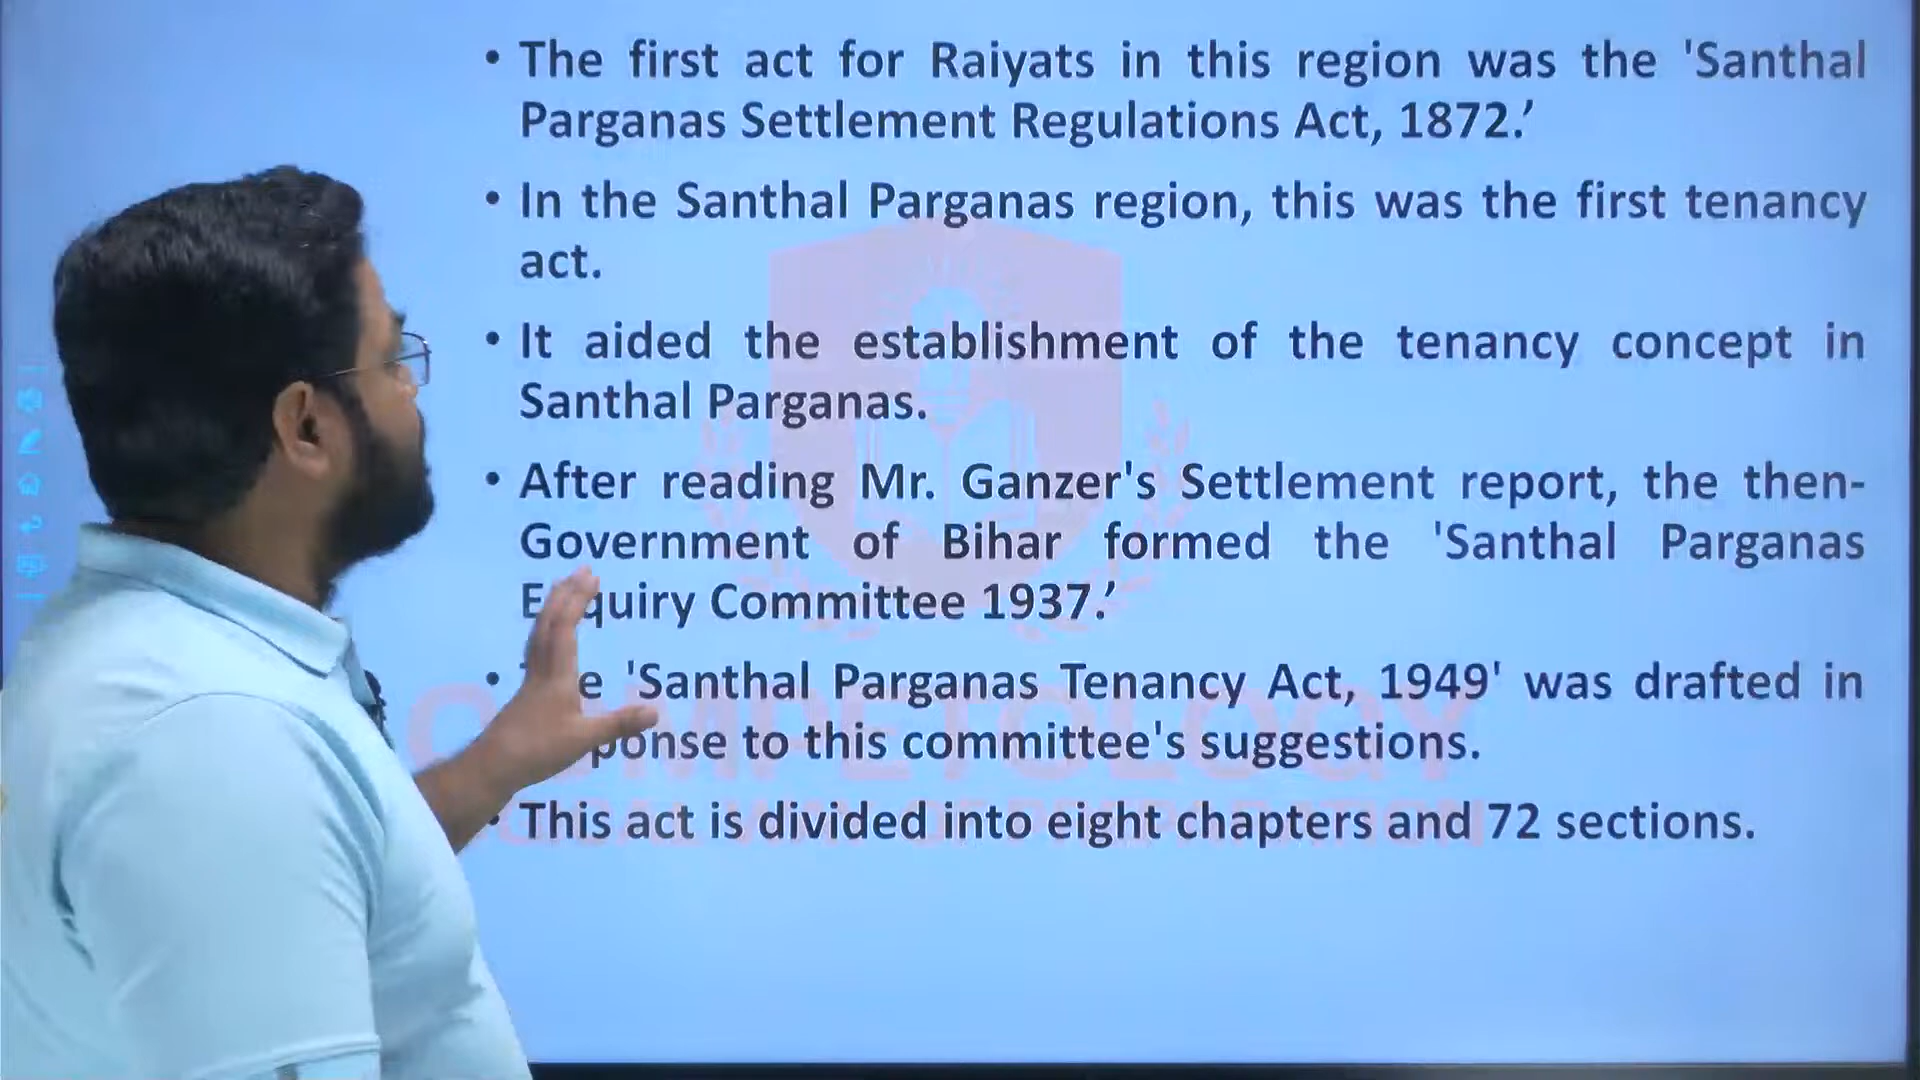 • The first act for Raiyats in this region was the 'Santhal
Parganas Settlement Regulations Act, 1872.’
• In the Santhal Parganas region, this was the first tenancy
act.
• It aided the establishment of the tenancy concept in
Santhal Parganas.
• After reading Mr. Ganzer's Settlement report, the then-
Government of Bihar formed the 'Santhal Parganas
Committee 1937.’
• 'Santhal Parganas Tenancy Act, 1949' was drafted in
to this committee's suggestions.
• This act is divided into eight chapters and 72 sections.